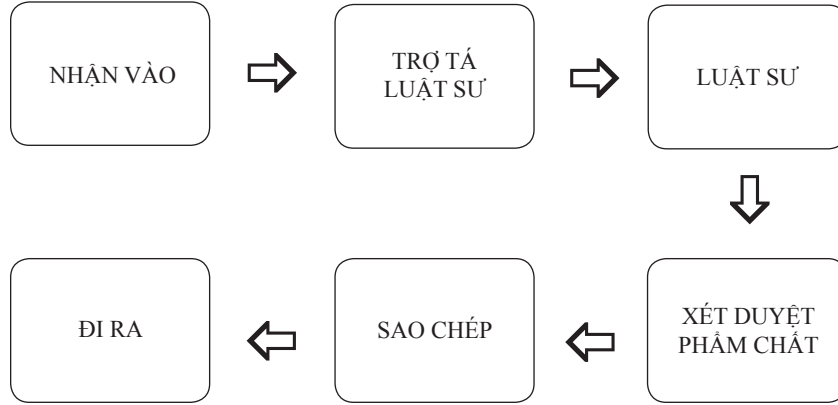 NHẬN VÀO
TRỢ TÁ
LUẬT SƯ
LUẬT SƯ
XÉT DUYỆT
PHẨM CHẤT
SAO CHÉP
ĐI RA